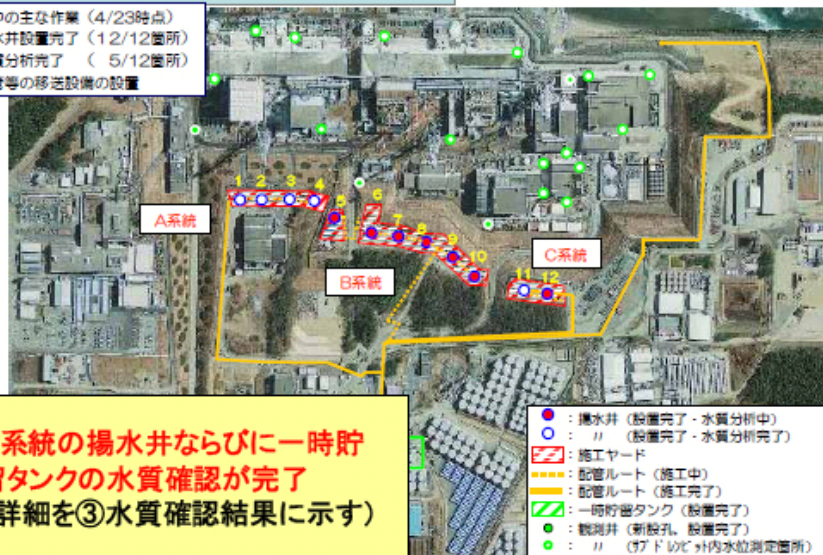 の主な作業(4/23時点)
水井設置完了(12/12箇所)
質分析完了 ( 5/12箇所)
管等の移送設備の設置
1 2 3 4 5 6 7 8 9 10 11 12
A系統
B系統
C系統
系統の揚水井ならびに一時貯
留タンクの水質確認が完了
詳細を③水質確認結果に示す)
:揚水井(設置完了・水質分析中)
: 〃 (設置完了・水質分析完了)
:施工ヤード
:配管ルート(施工中)
:配管ルート(施工完了)
:一時貯留タンク(設置完了)
:観測井(新設孔、設置完了)
: 〃 (サブドレンピット内水位測定箇所)